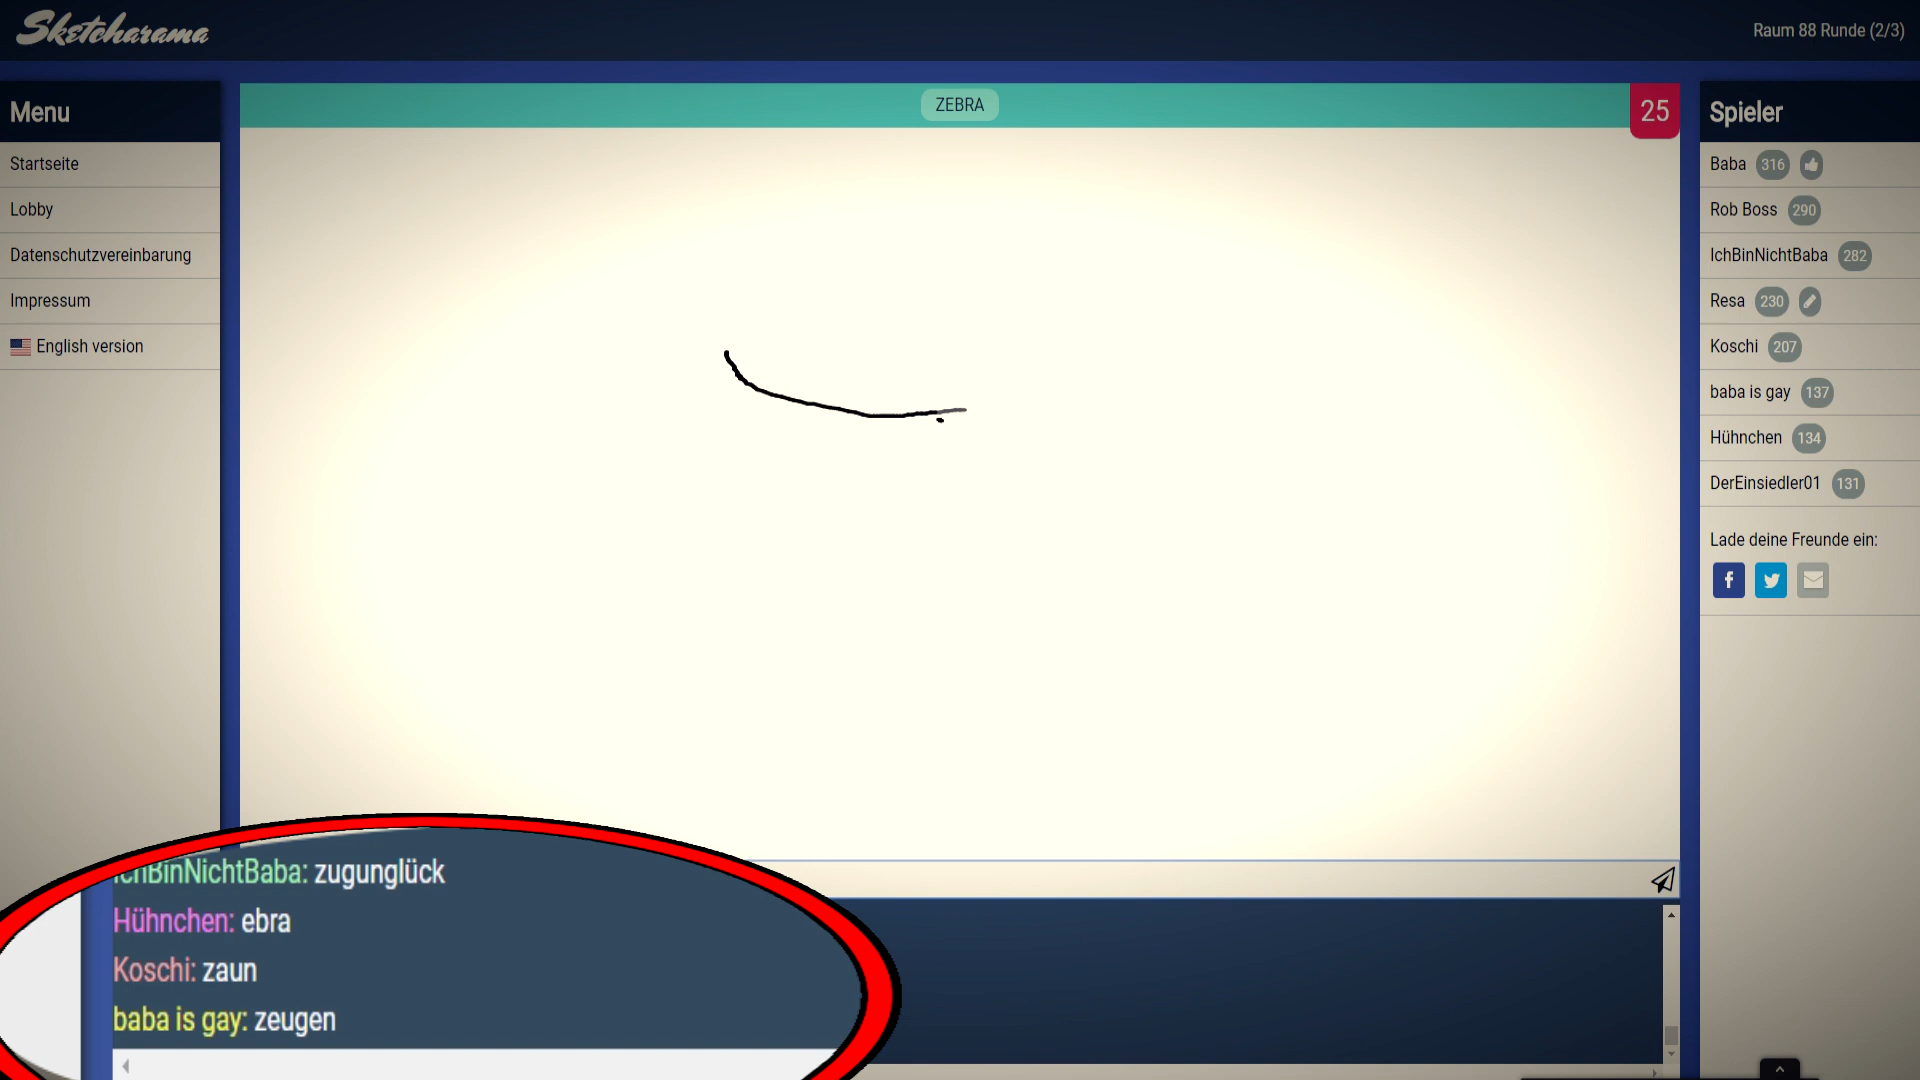 Sketcharama
Raum 88 Runde (2/3)
Menu
Startseite
Lobby
Datenschutzvereinbarung
Impressum
English version
ZEBRA
25
Spieler
Baba 316
Rob Boss 290
IchBinNichtBaba 282
Resa 230
Koschi 207
baba is gay 137
Hühnchen 134
DerEinsiedler01 131
Lade deine Freunde ein:
IchBinNichtBaba: zugunglück
Hühnchen: ebra
Koschi: zaun
baba is gay: zeugen